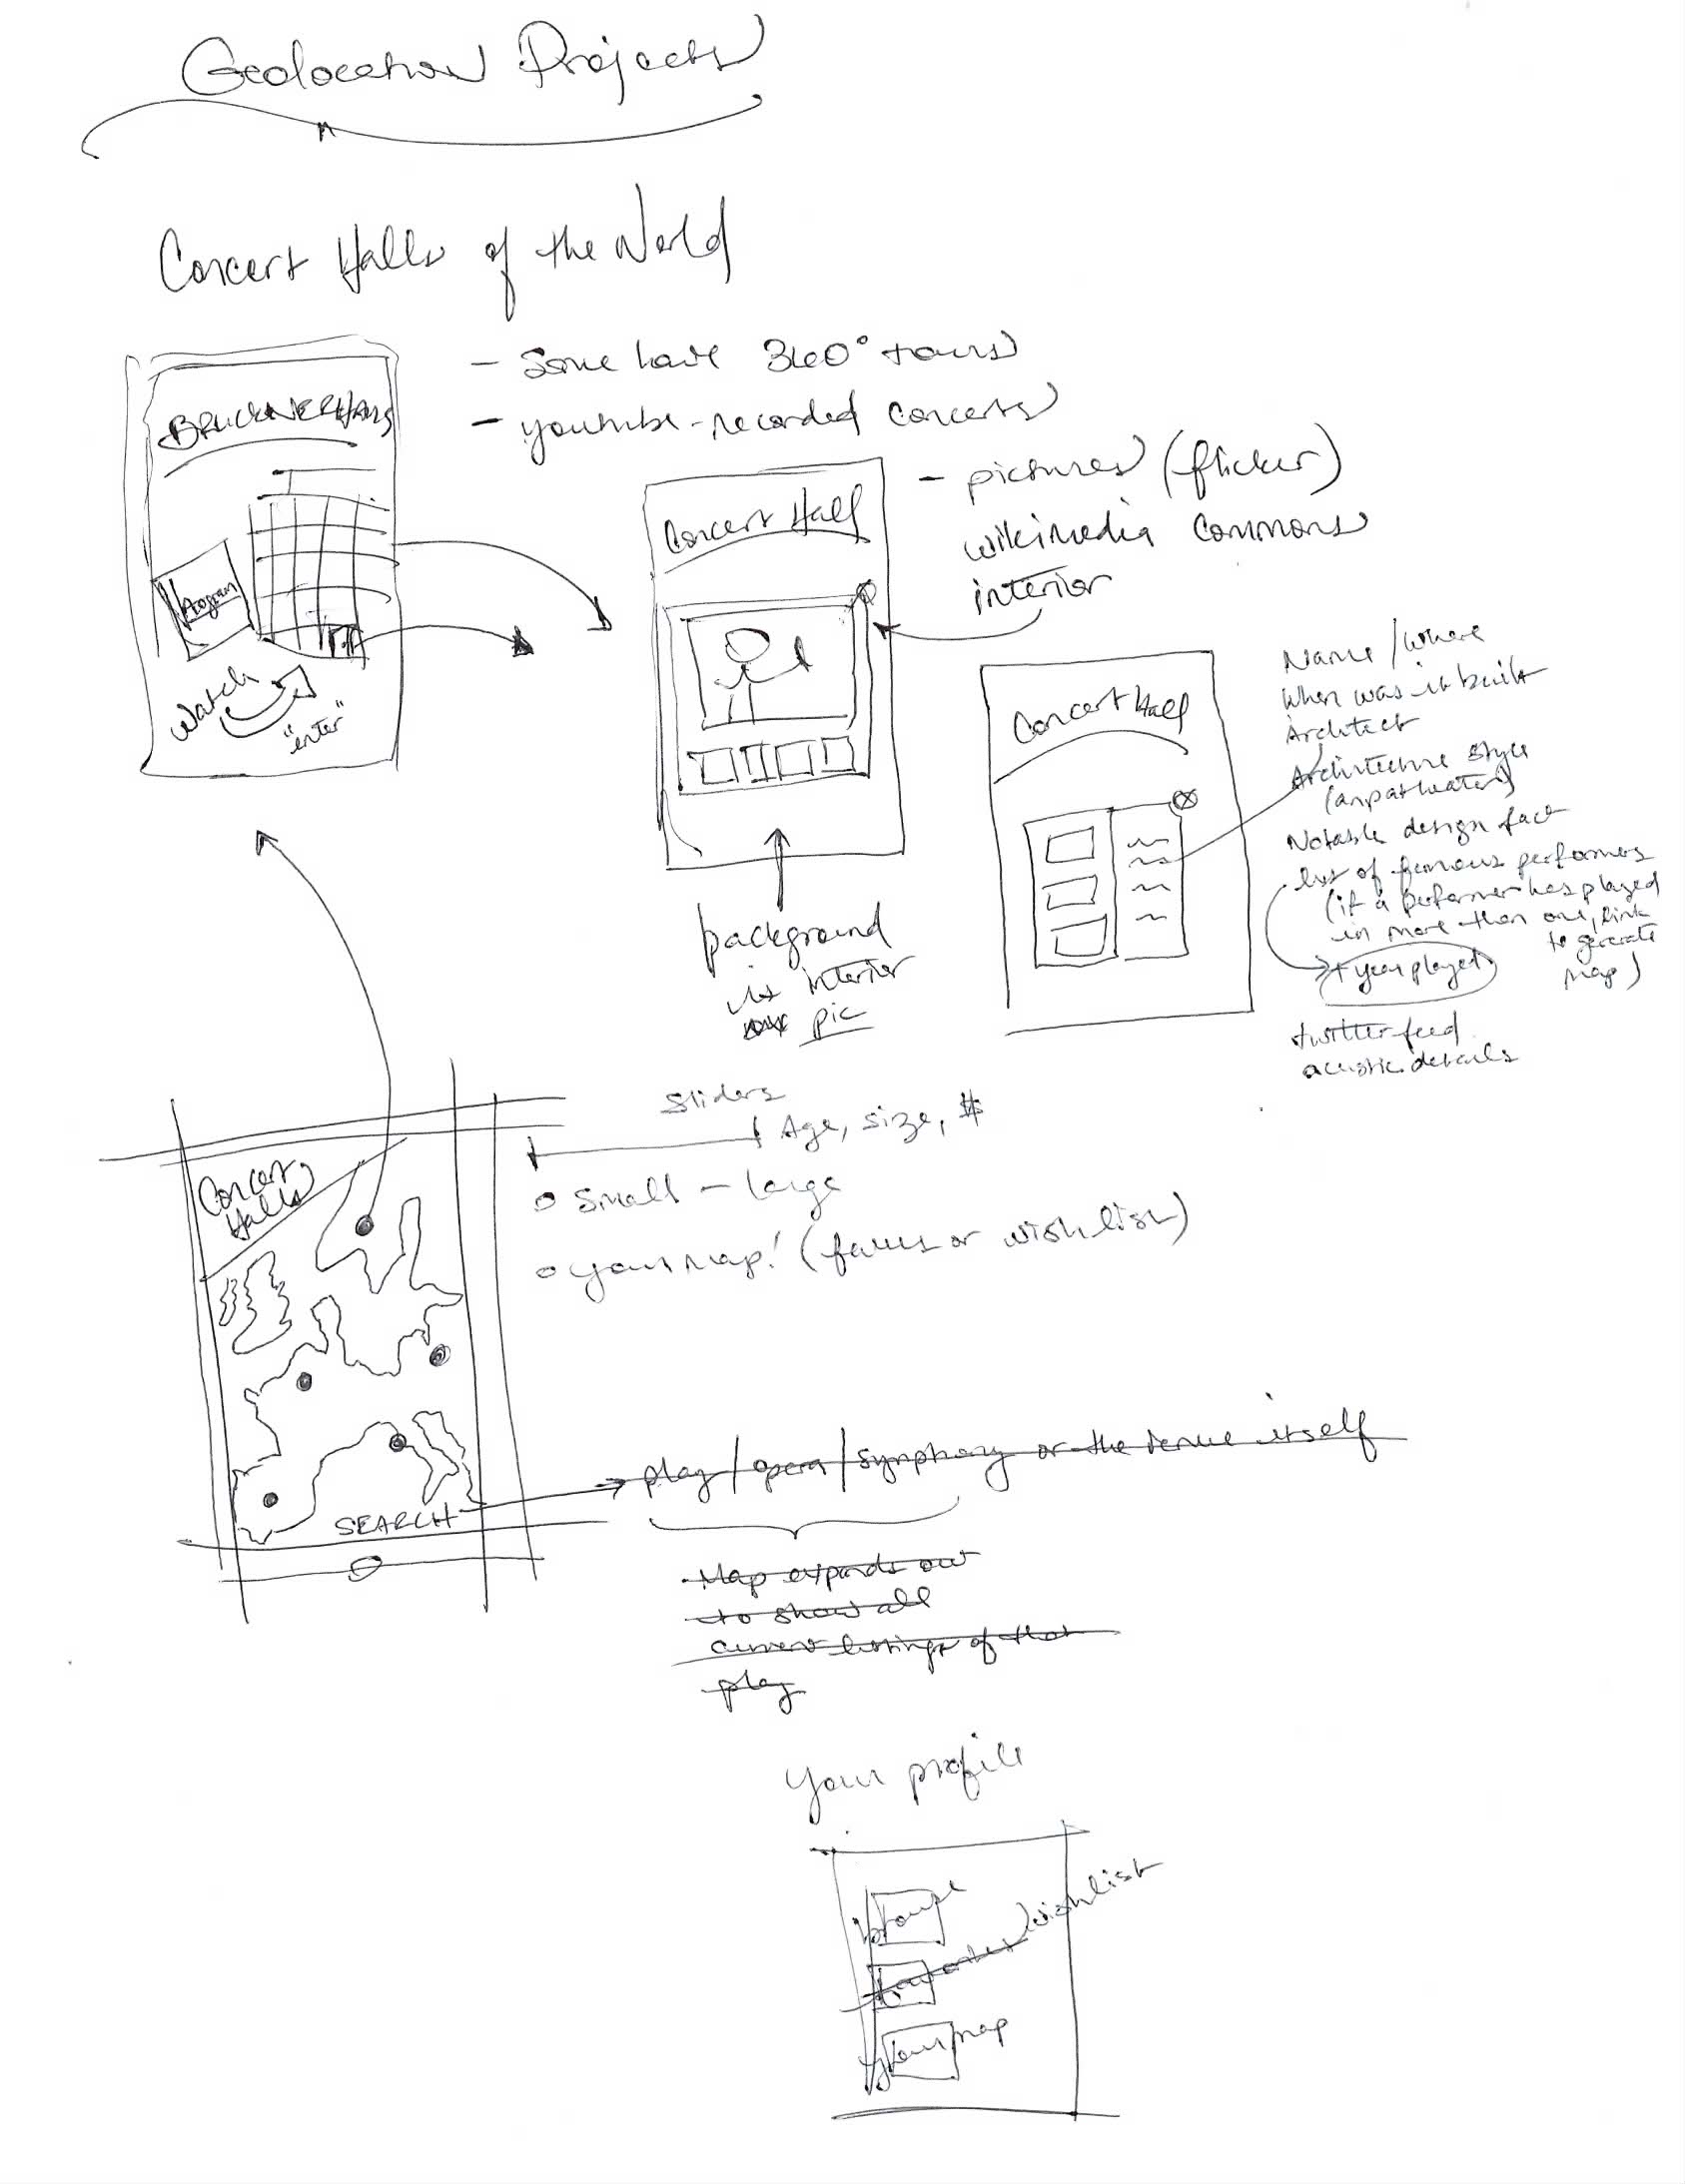 Geolocation Projects
Concert Halls of the World
- Some have 360° tours
- youtube-recorded concerts
- pictures (flicker)
wikimedia commons
interior
BRUCKNERHAUS
Program
Watch
"enter"
Concert Hall
background
is interior
pic
Concert Hall
Name/where
When was it built
Architect
Architecture style
Notable design fact
list of famous performers
(if a performer has played
in more than one, link
to generate
map)
+ year played
twitter feed
acoustic details
Sliders
Age, size, $
Small - large
Your map! (faves or wishlist)
Concert
Halls
SEARCH
play/opera/symphony or the venue itself
Map expands out
to show all
current listings of that
play
Your profile
wishlist
your map